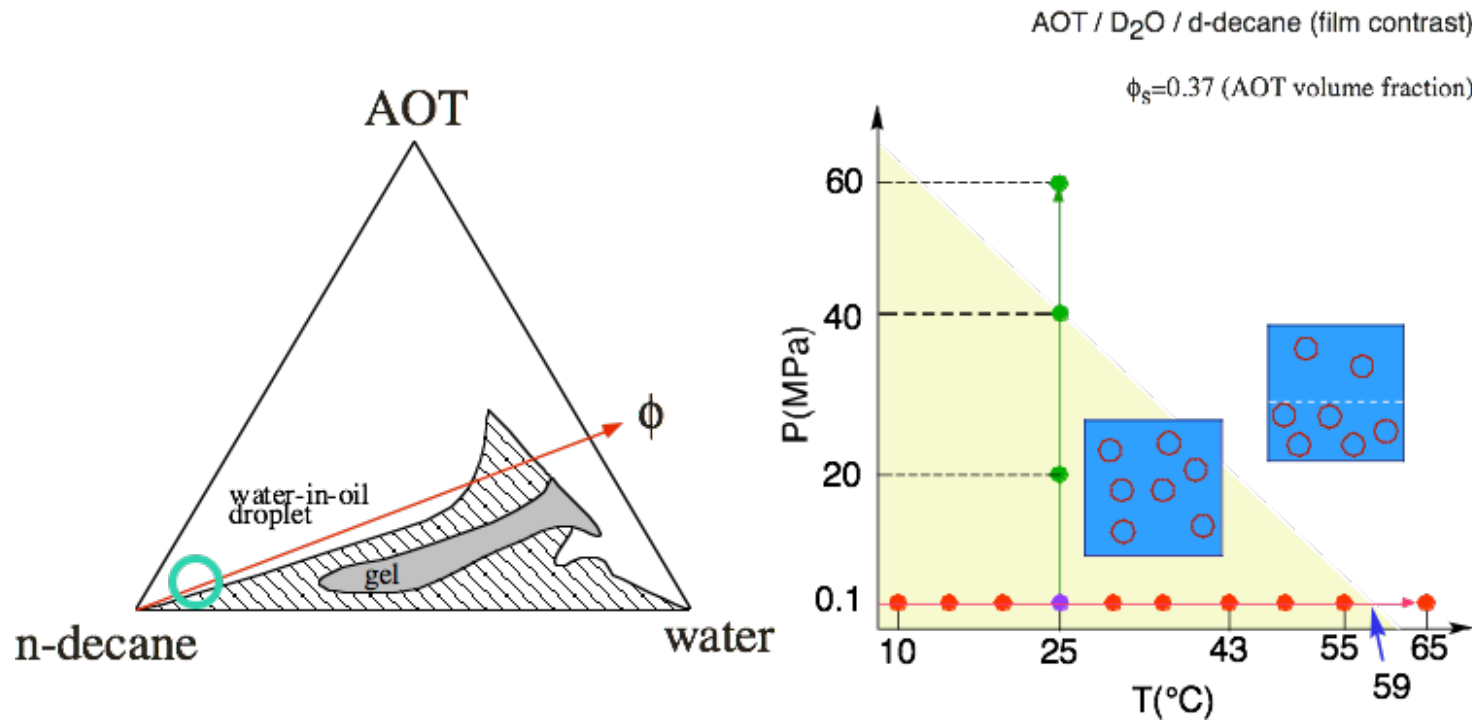 AOT / D₂O / d-decane (film contrast)
ϕₛ=0.37 (AOT volume fraction)
AOT
ϕ
water-in-oil
droplet
gel
n-decane
water
P(MPa)
60
40
20
0.1
10
25
43
55
65
59
T(°C)